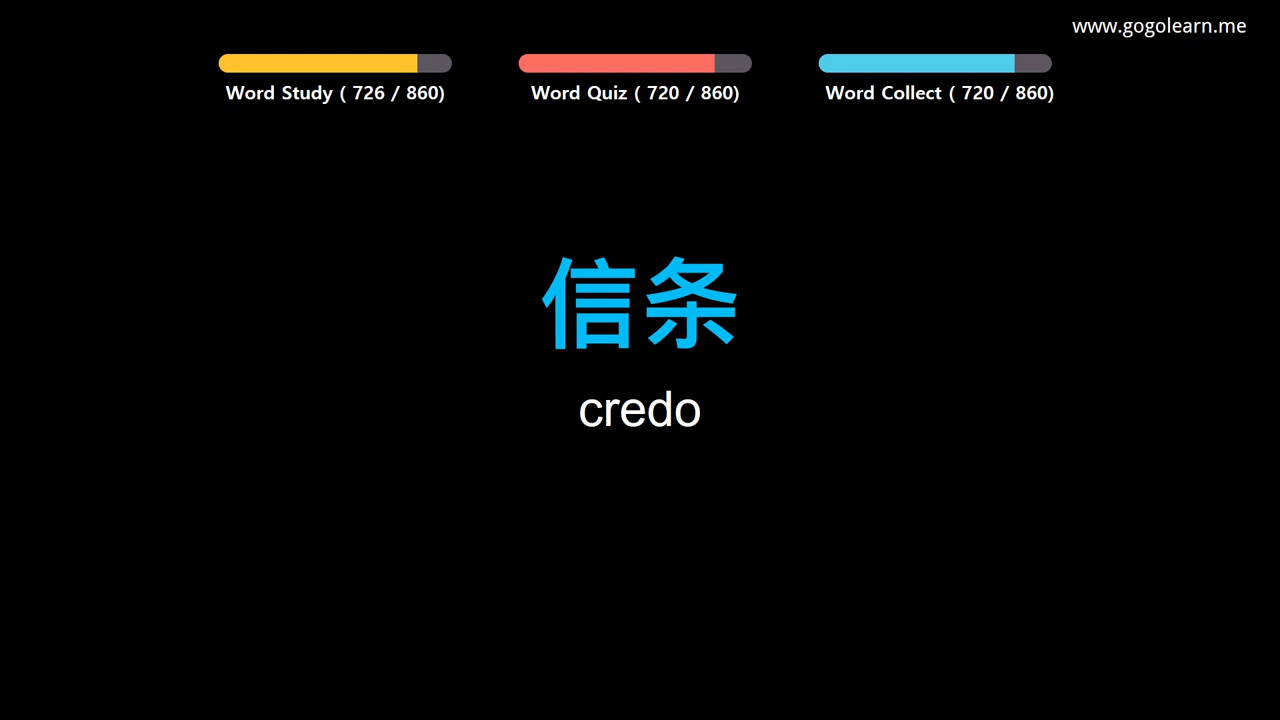 www.gogolearn.me
Word Study ( 726 / 860)
Word Quiz ( 720 / 860)
Word Collect ( 720 / 860)
信条
credo